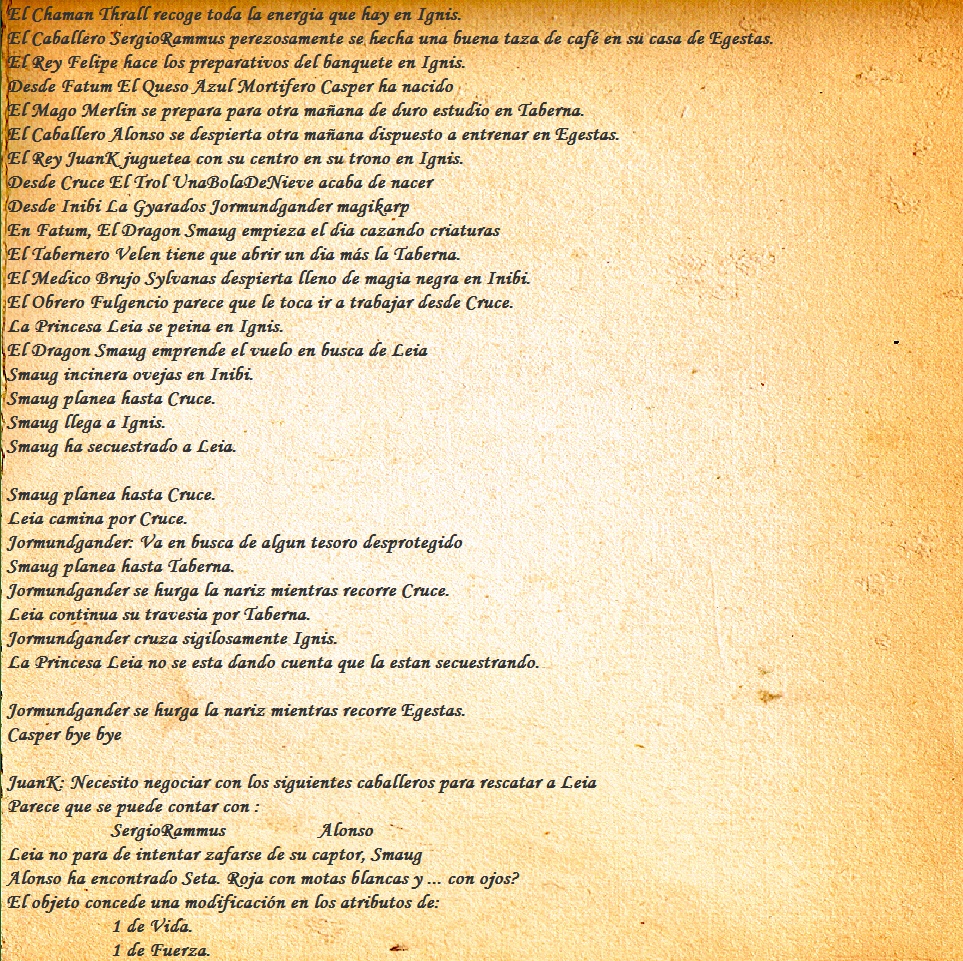 El Chaman Thrall recoge toda la energia que hay en Ignis.
El Caballero SergioRammus perezosamente se hecha una buena taza de café en su casa de Egestas.
El Rey Felipe hace los preparativos del banquete en Ignis.
Desde Fatum El Queso Azul Mortifero Casper ha nacido
El Mago Merlin se prepara para otra mañana de duro estudio en Taberna.
El Caballero Alonso se despierta otra mañana dispuesto a entrenar en Egestas.
El Rey JuanK juguetea con su centro en su trono en Ignis.
Desde Cruce El Trol UnaBolaDeNieve acaba de nacer
Desde Inibi La Gyarados Jormundgander magikarp
En Fatum, El Dragon Smaug empieza el dia cazando criaturas
El Tabernero Velen tiene que abrir un dia más la Taberna.
El Medico Brujo Sylvanas despierta lleno de magia negra en Inibi.
El Obrero Fulgencio parece que le toca ir a trabajar desde Cruce.
La Princesa Leia se peina en Ignis.
El Dragon Smaug emprende el vuelo en busca de Leia
Smaug incinera ovejas en Inibi.
Smaug planea hasta Cruce.
Smaug llega a Ignis.
Smaug ha secuestrado a Leia.
Smaug planea hasta Cruce.
Leia camina por Cruce.
Jormundgander: Va en busca de algun tesoro desprotegido
Smaug planea hasta Taberna.
Jormundgander se hurga la nariz mientras recorre Cruce.
Leia continua su travesia por Taberna.
Jormundgander cruza sigilosamente Ignis.
La Princesa Leia no se esta dando cuenta que la estan secuestrando.
Jormundgander se hurga la nariz mientras recorre Egestas.
Casper bye bye
JuanK: Necesito negociar con los siguientes caballeros para rescatar a Leia
Parece que se puede contar con :
SergioRammus Alonso
Leia no para de intentar zafarse de su captor, Smaug
Alonso ha encontrado Seta. Roja con motas blancas y ... con ojos?
El objeto concede una modificación en los atributos de:
1 de Vida.
1 de Fuerza.